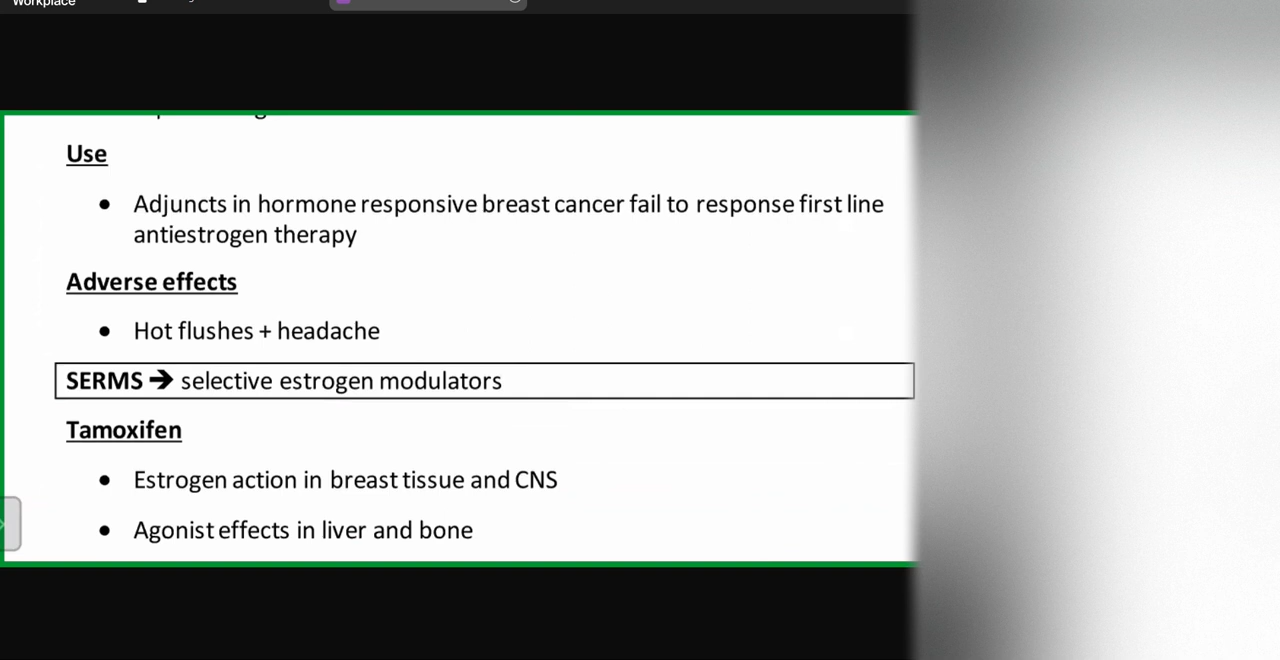 Workplace
Use
• Adjuncts in hormone responsive breast cancer fail to response first line
antiestrogen therapy
Adverse effects
• Hot flushes + headache
SERMS ➔ selective estrogen modulators
Tamoxifen
• Estrogen action in breast tissue and CNS
• Agonist effects in liver and bone